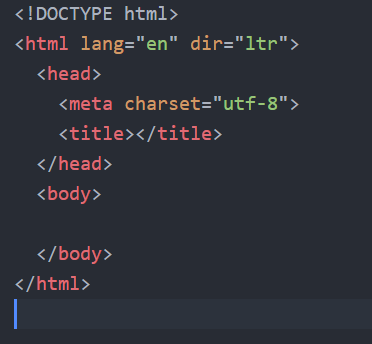 <!DOCTYPE html>
<html lang="en" dir="ltr">
  <head>
    <meta charset="utf-8">
    <title></title>
  </head>
  <body>

  </body>
</html>